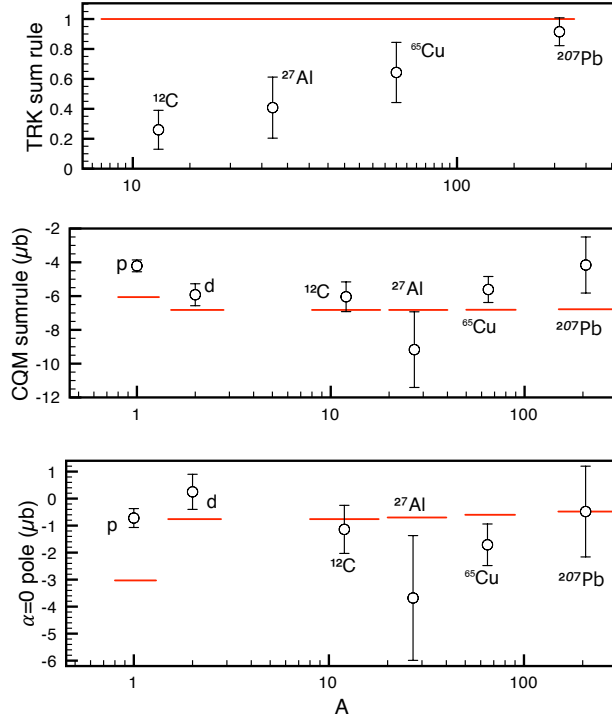 TRK sum rule
1
0.8
0.6
0.4
0.2
0
¹²C
²⁷Al
⁶⁵Cu
²⁰⁷Pb
10
100
CQM sumrule (μb)
-2
-4
-6
-8
-10
-12
p
d
¹²C
²⁷Al
⁶⁵Cu
²⁰⁷Pb
1
10
100
α=0 pole (μb)
1
0
-1
-2
-3
-4
-5
-6
p
d
¹²C
²⁷Al
⁶⁵Cu
²⁰⁷Pb
1
10
100
A